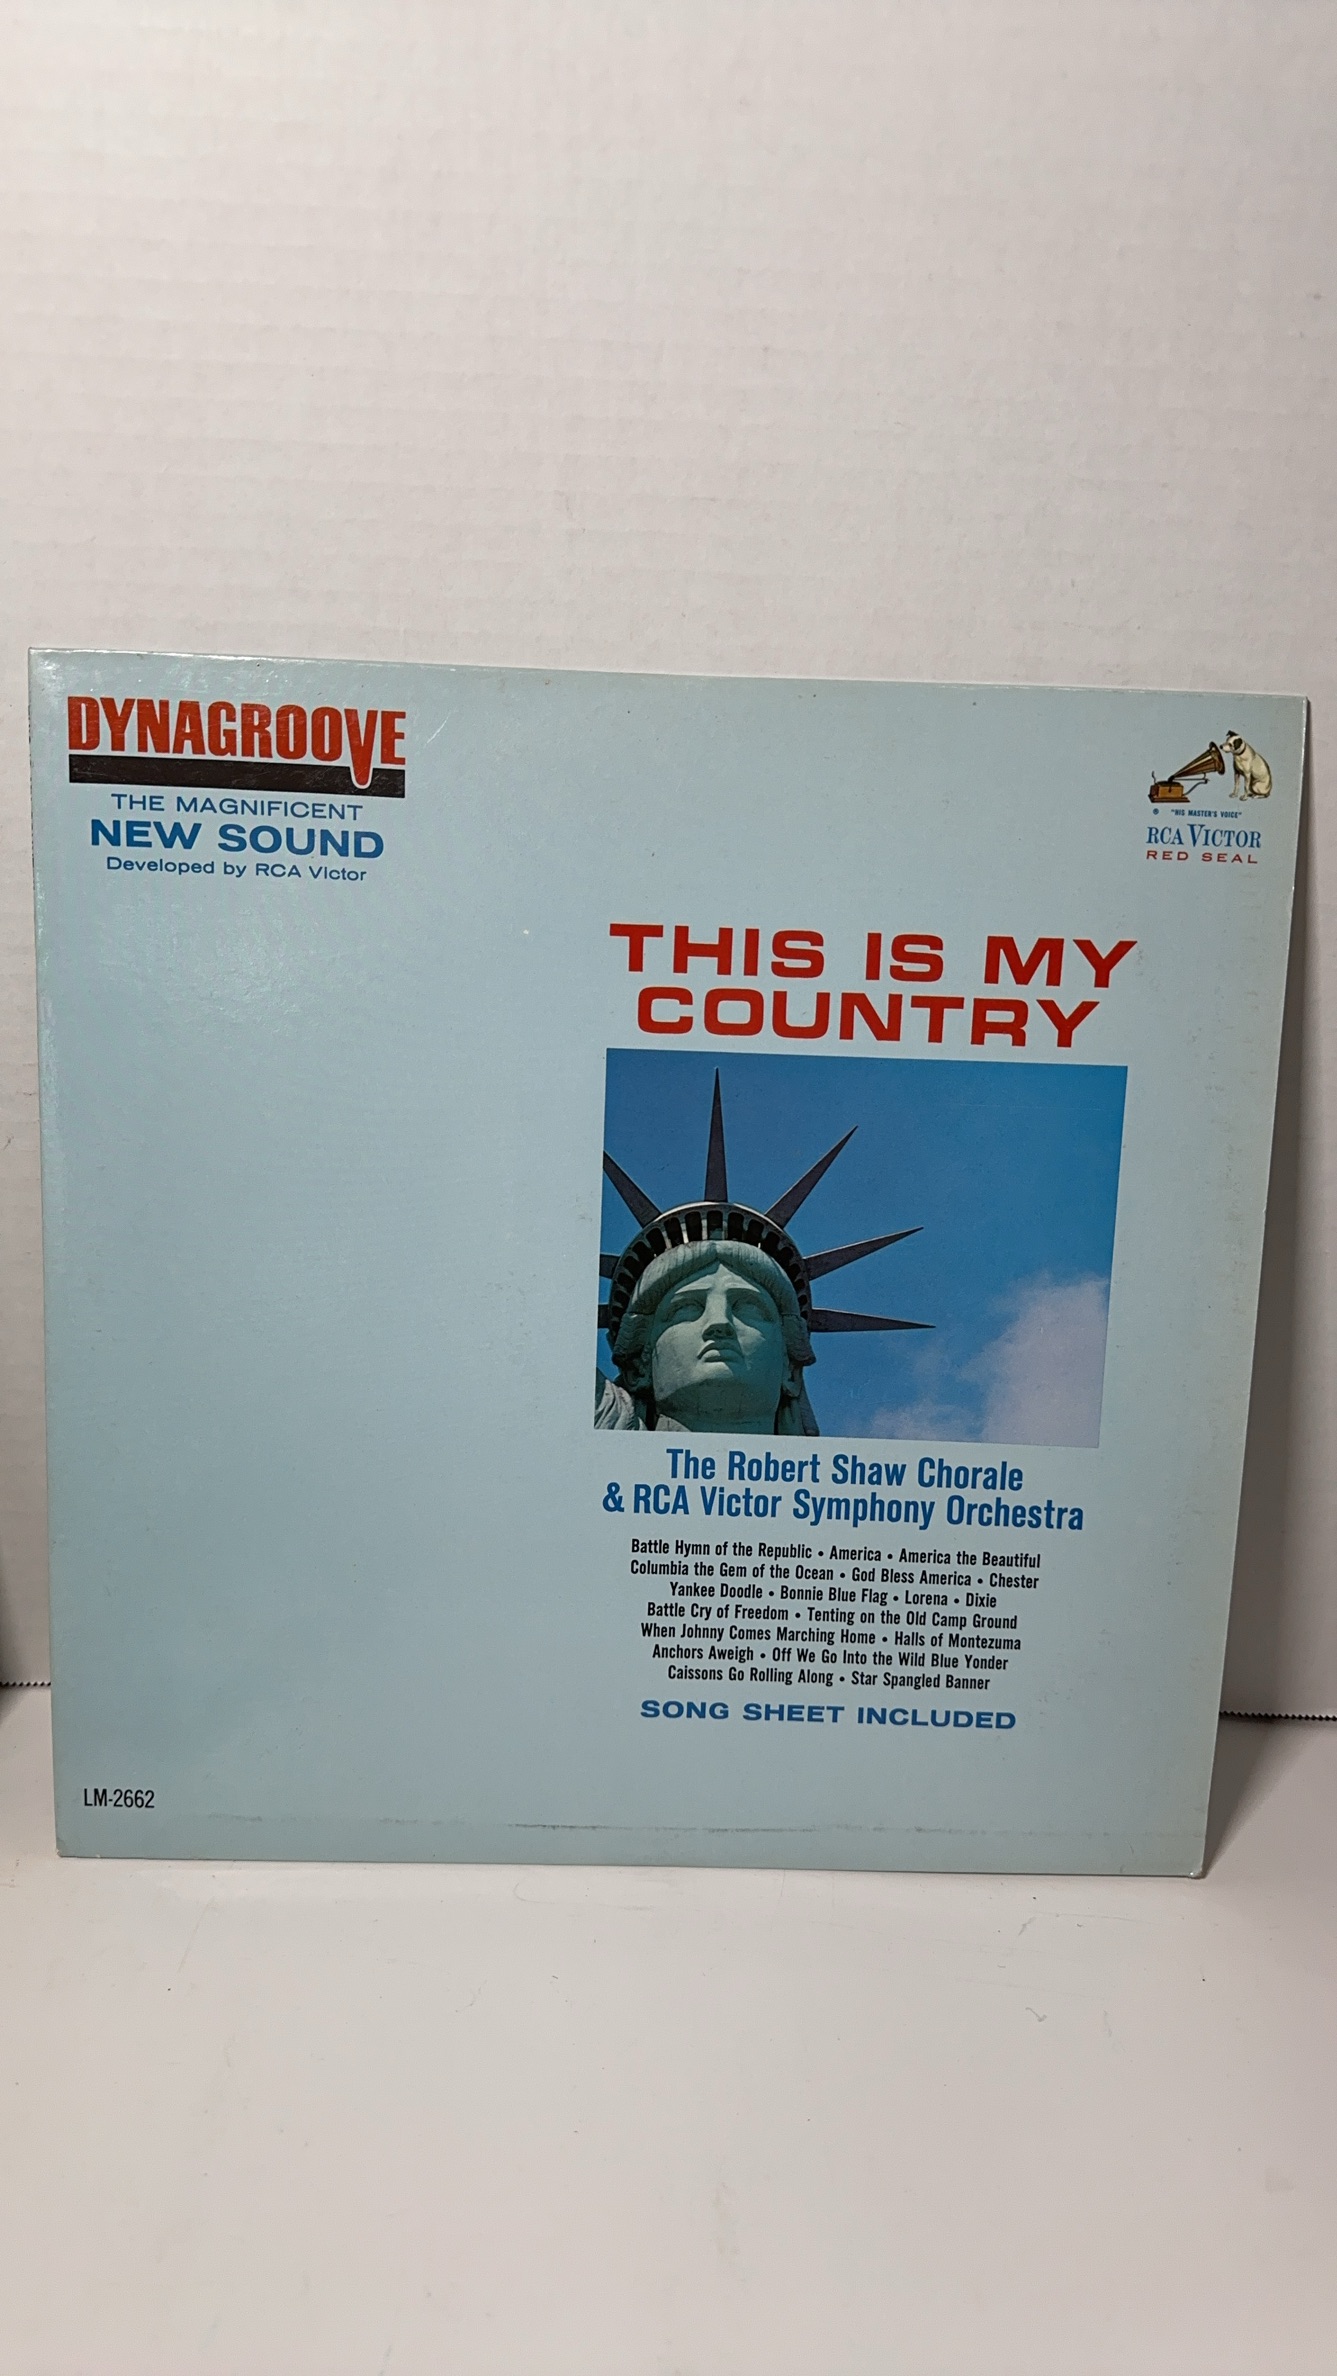 DYNAGROOVE
THE MAGNIFICENT
NEW SOUND
Developed by RCA Victor
® "HIS MASTER'S VOICE"
RCA VICTOR
RED SEAL
THIS IS MY
COUNTRY
The Robert Shaw Chorale
& RCA Victor Symphony Orchestra
Battle Hymn of the Republic • America • America the Beautiful
Columbia the Gem of the Ocean • God Bless America • Chester
Yankee Doodle • Bonnie Blue Flag • Lorena • Dixie
Battle Cry of Freedom • Tenting on the Old Camp Ground
When Johnny Comes Marching Home • Halls of Montezuma
Anchors Aweigh • Off We Go Into the Wild Blue Yonder
Caissons Go Rolling Along • Star Spangled Banner
SONG SHEET INCLUDED
LM-2662